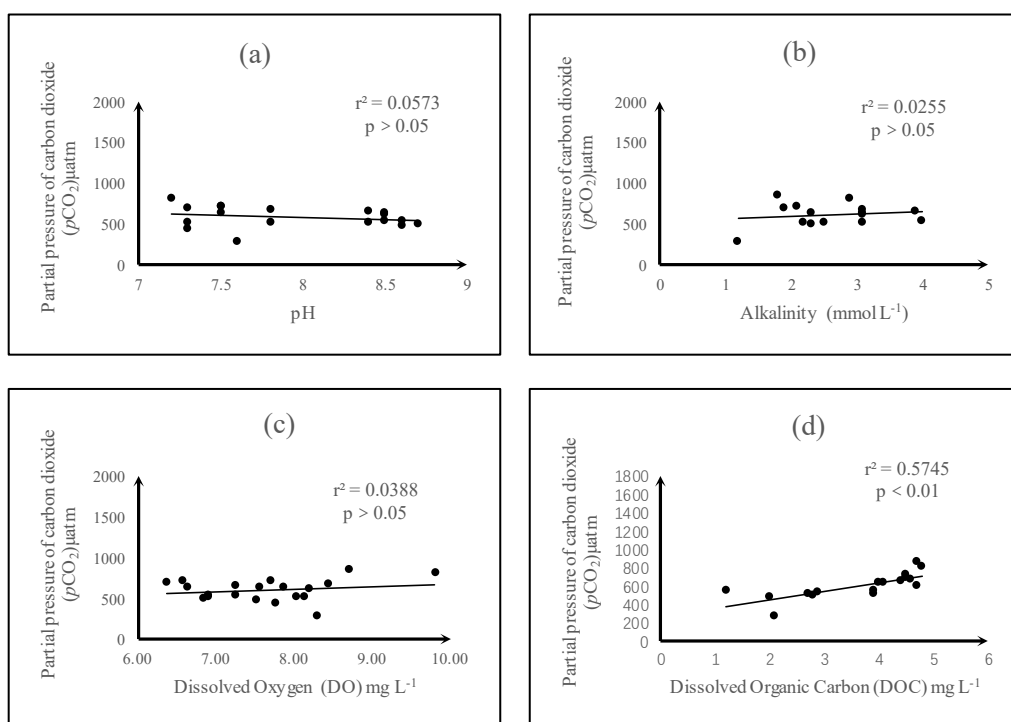 (a)
r² = 0.0573
p > 0.05
Partial pressure of carbon dioxide
(pCO₂)µatm
2000
1500
1000
500
0
7
7.5
8
8.5
9
pH
(b)
r² = 0.0255
p > 0.05
Partial pressure of carbon dioxide
(pCO₂)µatm
2000
1500
1000
500
0
0
1
2
3
4
5
Alkalinity (mmol L⁻¹)
(c)
r² = 0.0388
p > 0.05
Partial pressure of carbon dioxide
(pCO₂)µatm
2000
1500
1000
500
0
6.00
7.00
8.00
9.00
10.00
Dissolved Oxygen (DO) mg L⁻¹
(d)
r² = 0.5745
p < 0.01
Partial pressure of carbon dioxide
(pCO₂)µatm
1800
1600
1400
1200
1000
800
600
400
200
0
0
1
2
3
4
5
6
Dissolved Organic Carbon (DOC) mg L⁻¹